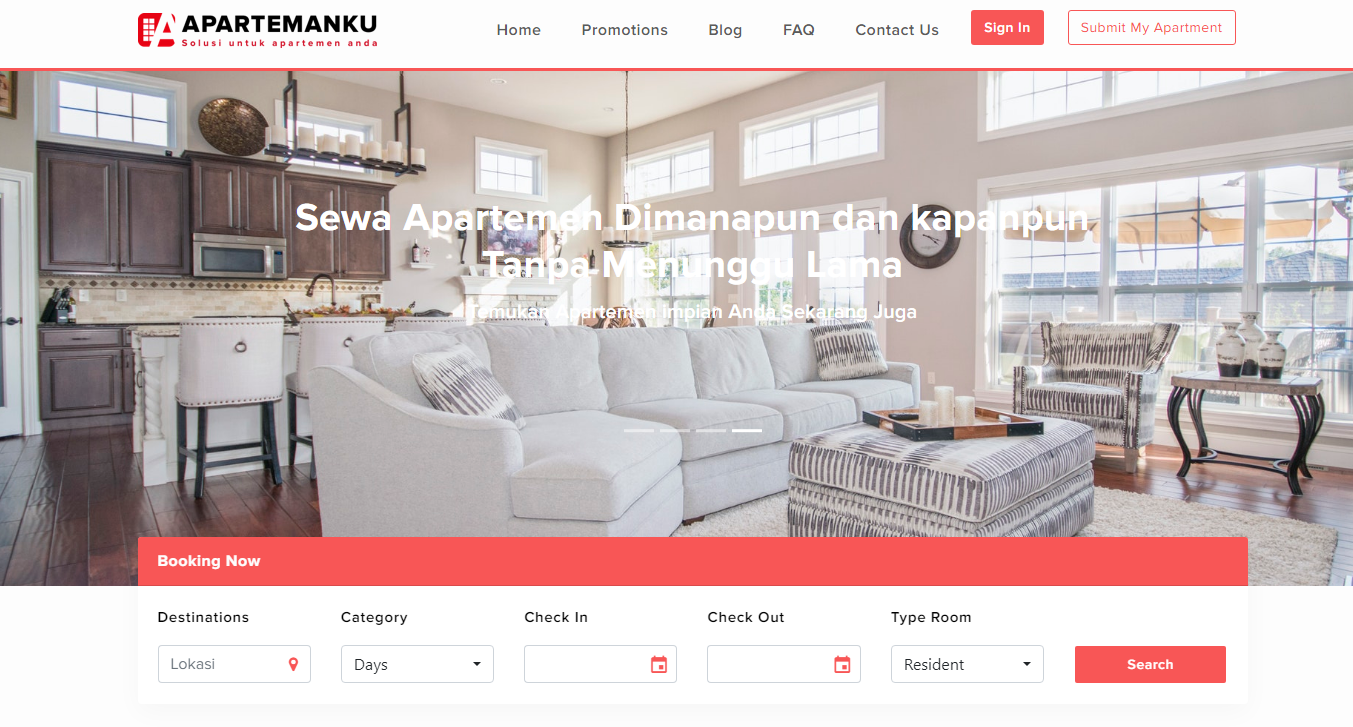 APARTEMANKU
Solusi untuk apartemen anda
Home
Promotions
Blog
FAQ
Contact Us
Sign In
Submit My Apartment
Sewa Apartemen Dimanapun dan kapanpun
Tanpa Menunggu Lama
Temukan Apartemen Impian Anda Sekarang Juga
Booking Now
Destinations
Category
Check In
Check Out
Type Room
Lokasi
Days
Resident
Search